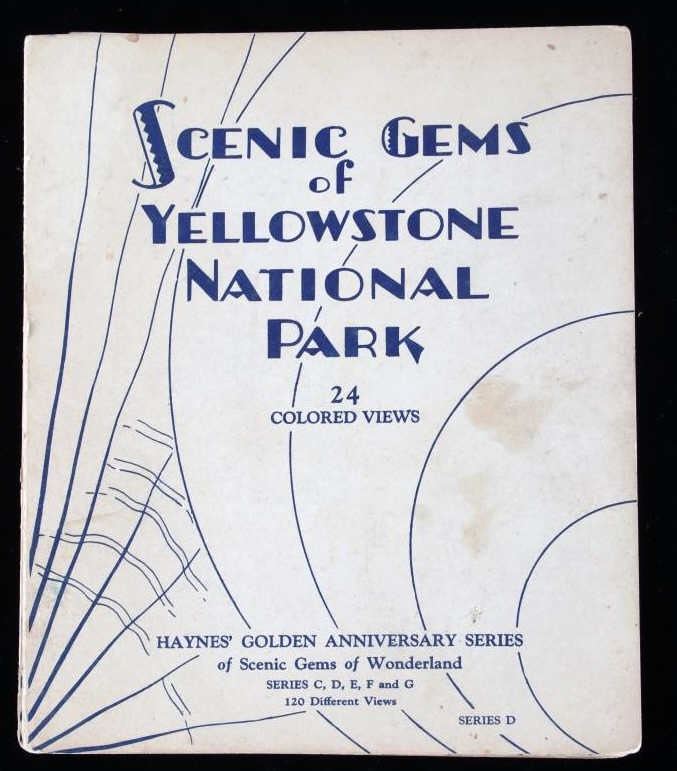 SCENIC GEMS
of
YELLOWSTONE
NATIONAL
PARK
24
COLORED VIEWS
HAYNES' GOLDEN ANNIVERSARY SERIES
of Scenic Gems of Wonderland
SERIES C, D, E, F and G
120 Different Views
SERIES D